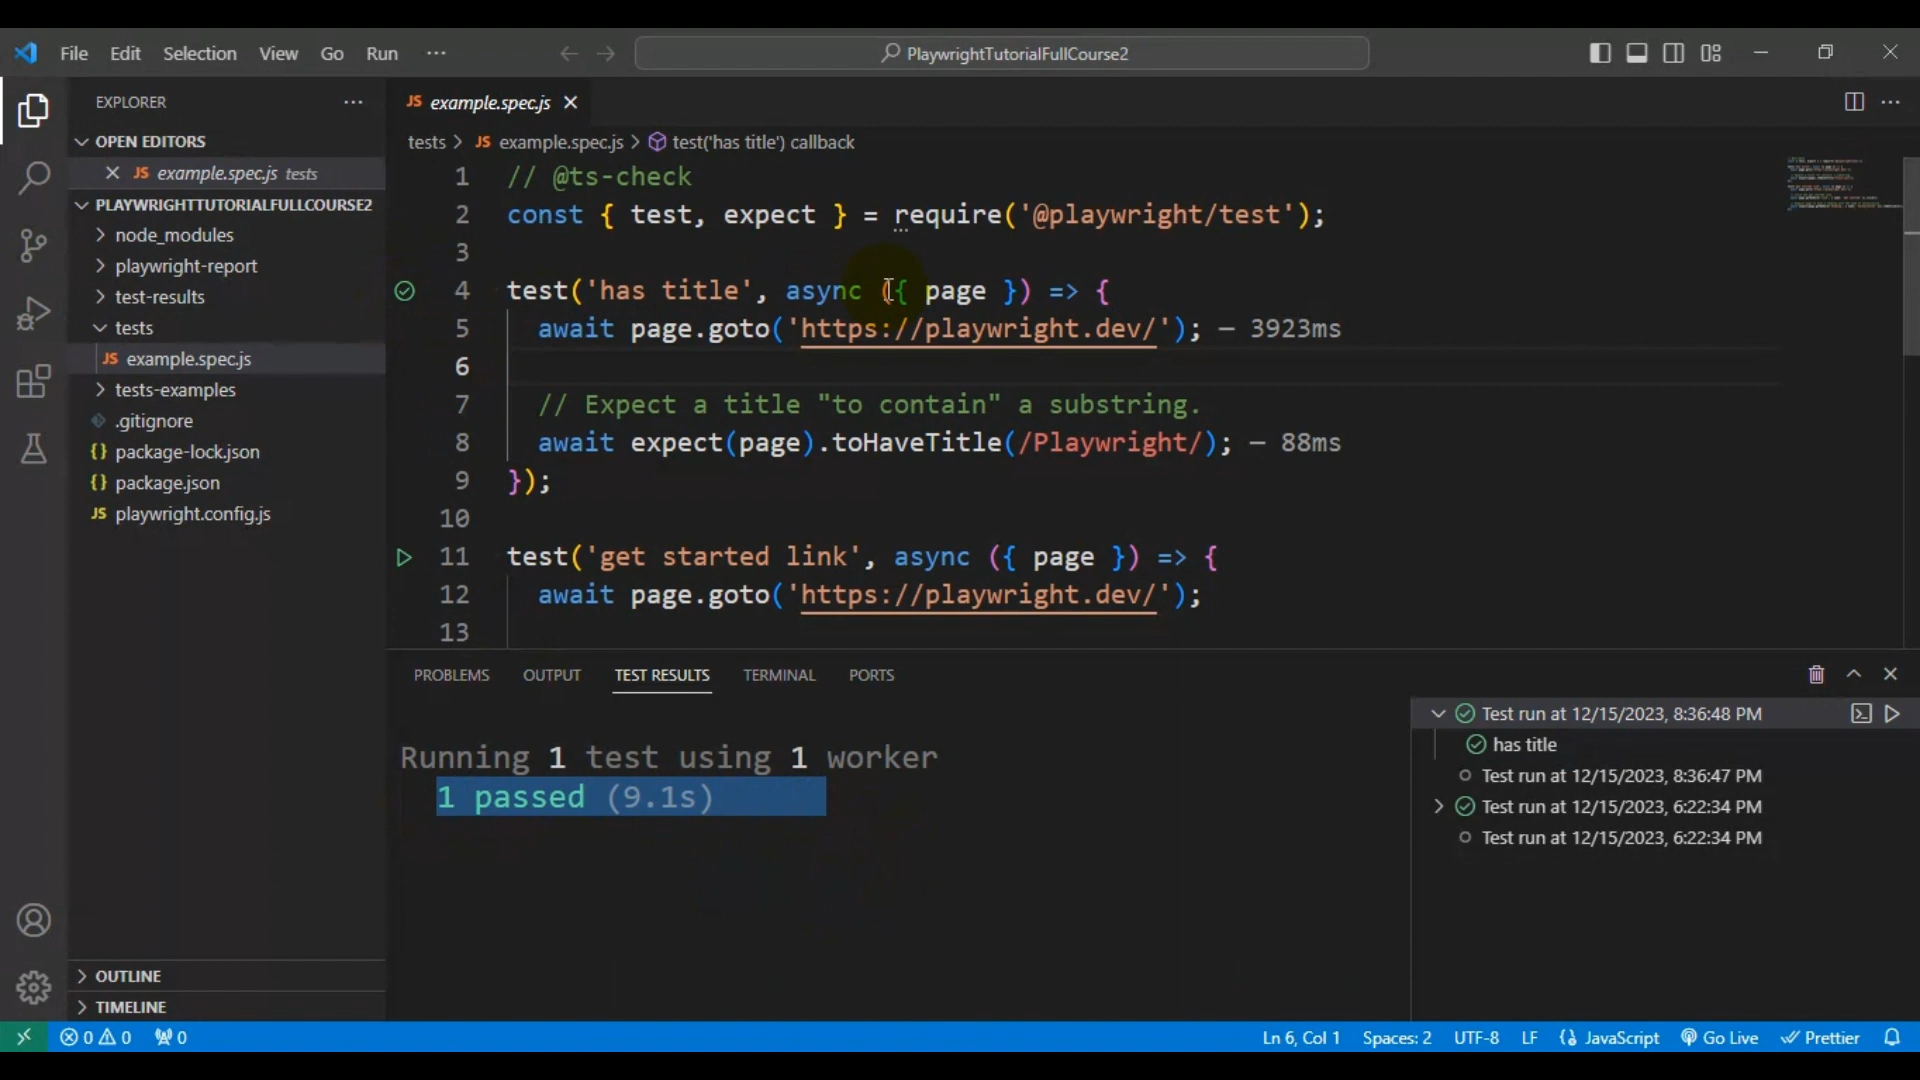 File Edit Selection View Go Run ···
PlaywrightTutorialFullCourse2
EXPLORER
OPEN EDITORS
JS example.spec.js tests
PLAYWRIGHTTUTORIALFULLCOURSE2
node_modules
playwright-report
test-results
tests
JS example.spec.js
tests-examples
.gitignore
{} package-lock.json
{} package.json
JS playwright.config.js
OUTLINE
TIMELINE
JS example.spec.js
tests > JS example.spec.js > test('has title') callback
1 // @ts-check
2 const { test, expect } = require('@playwright/test');
3
4 test('has title', async ({ page }) => {
5 await page.goto('https://playwright.dev/'); — 3923ms
6
7 // Expect a title "to contain" a substring.
8 await expect(page).toHaveTitle(/Playwright/); — 88ms
9 });
10
11 test('get started link', async ({ page }) => {
12 await page.goto('https://playwright.dev/');
13
PROBLEMS OUTPUT TEST RESULTS TERMINAL PORTS
Running 1 test using 1 worker
1 passed (9.1s)
Test run at 12/15/2023, 8:36:48 PM
has title
Test run at 12/15/2023, 8:36:47 PM
Test run at 12/15/2023, 6:22:34 PM
Test run at 12/15/2023, 6:22:34 PM
0 0 0 Ln 6, Col 1 Spaces: 2 UTF-8 LF JavaScript Go Live Prettier